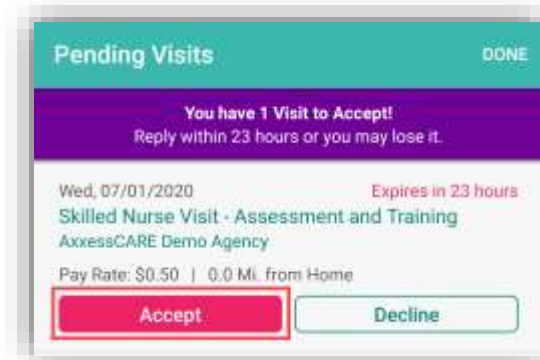 Pending Visits DONE
You have 1 Visit to Accept!
Reply within 23 hours or you may lose it.
Wed, 07/01/2020 Expires in 23 hours
Skilled Nurse Visit - Assessment and Training
AxxessCARE Demo Agency
Pay Rate: $0.50 | 0.0 Mi. from Home
Accept Decline